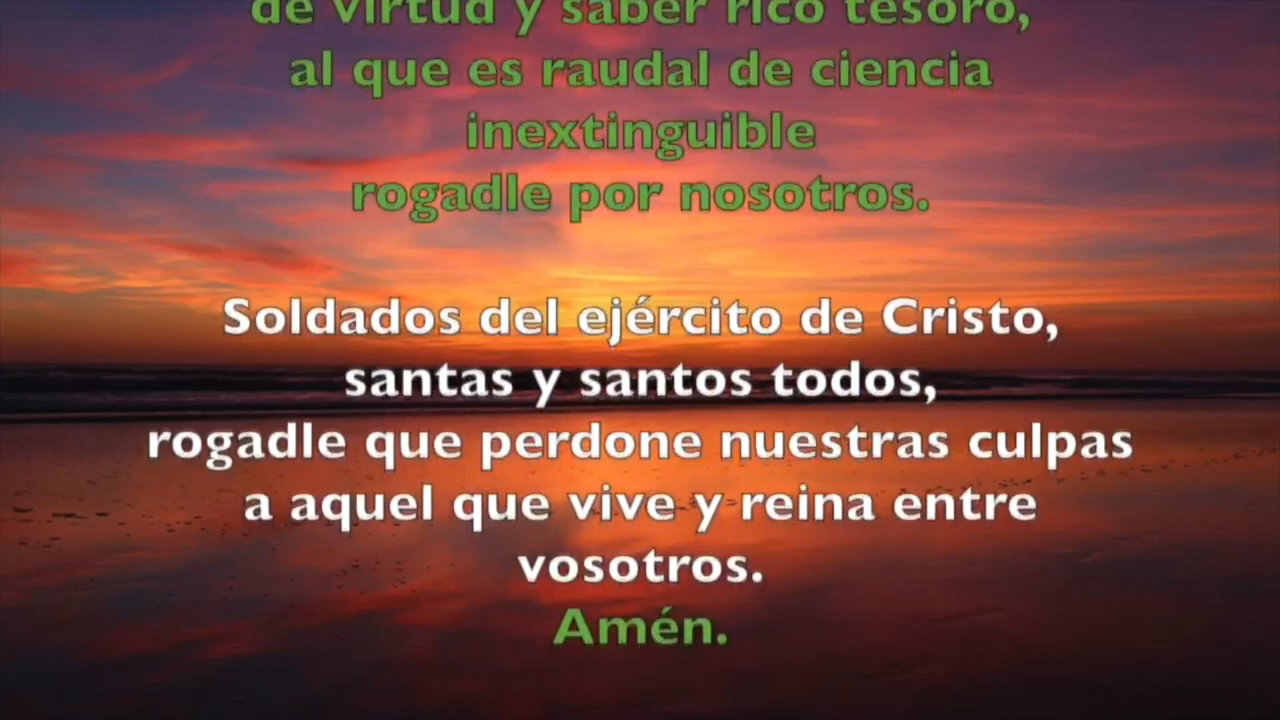 de virtud y saber rico tesoro,
al que es raudal de ciencia
inextinguible
rogadle por nosotros.
Soldados del ejército de Cristo,
santas y santos todos,
rogadle que perdone nuestras culpas
a aquel que vive y reina entre
vosotros.
Amén.